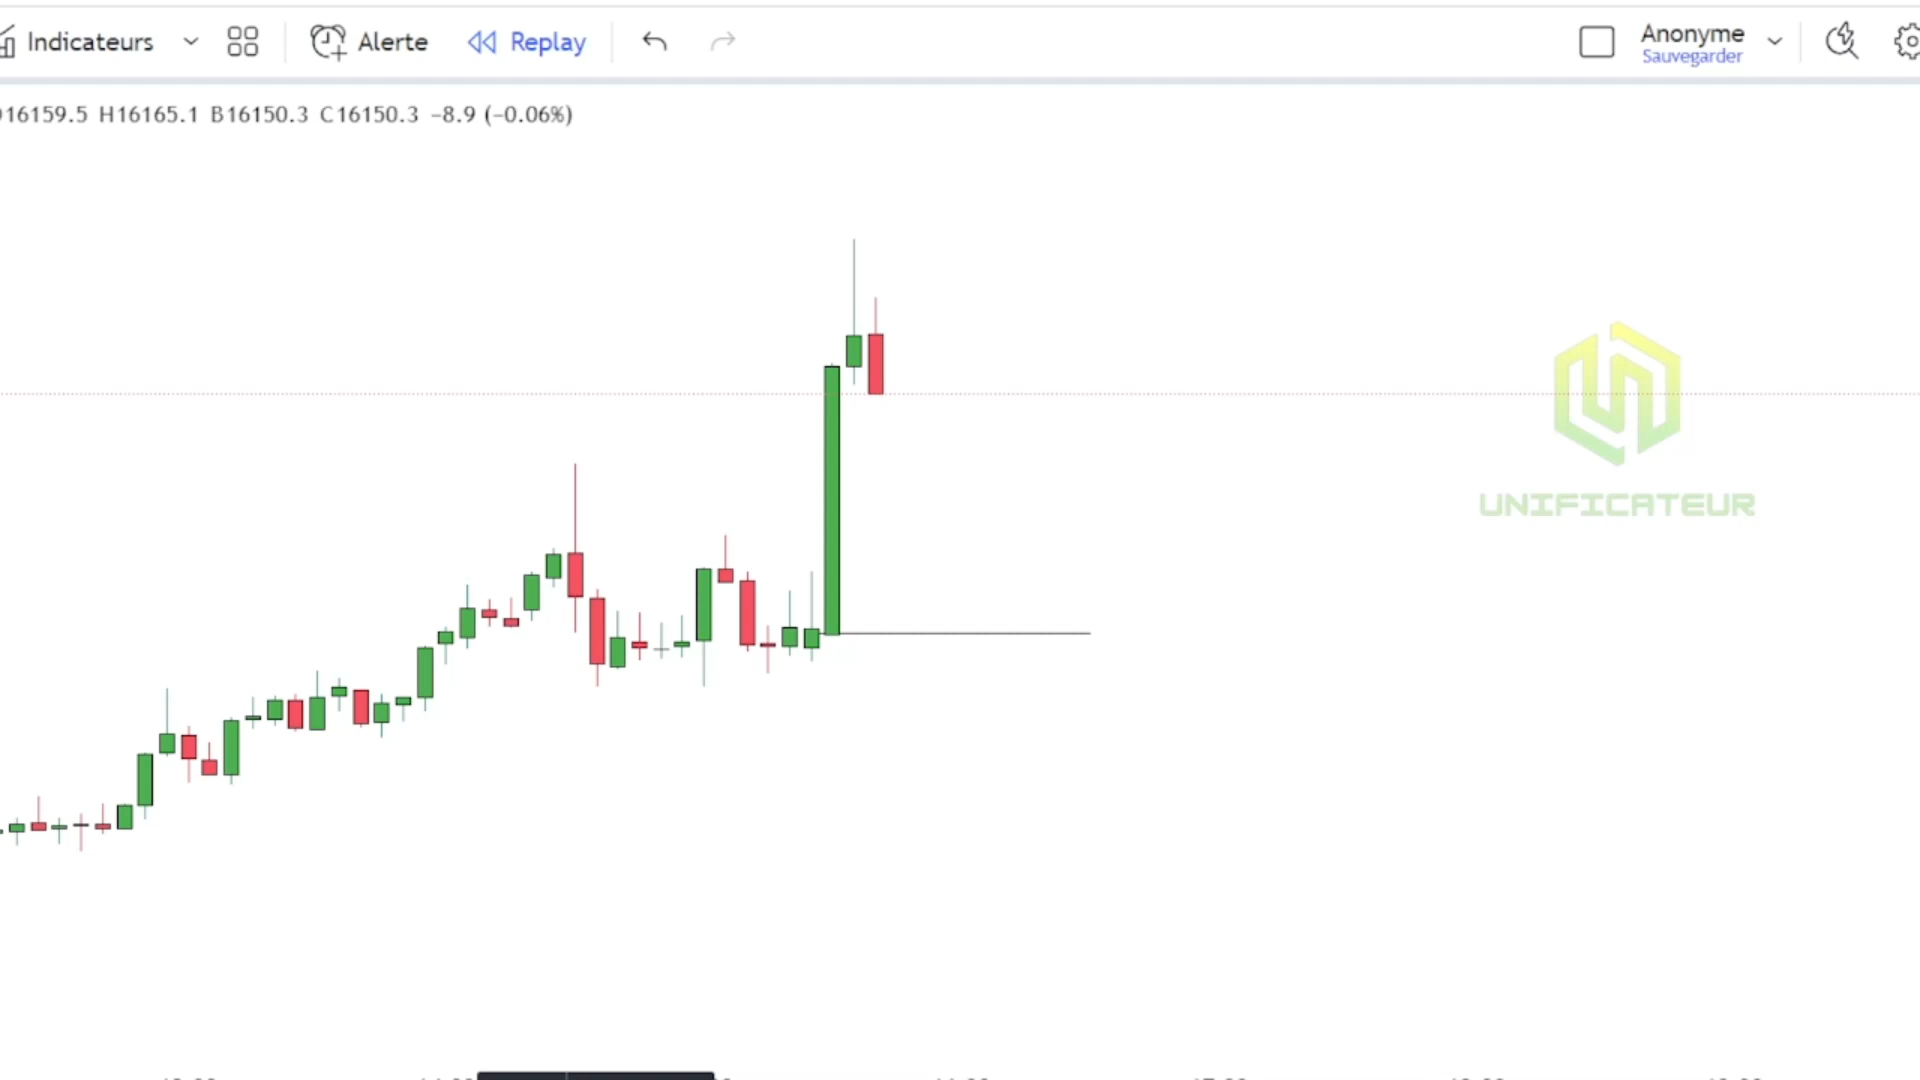 Indicateurs
Alerte
Replay
Anonyme
Sauvegarder
16159.5 H16165.1 B16150.3 C16150.3 −8.9 (−0.06%)
UNIFICATEUR